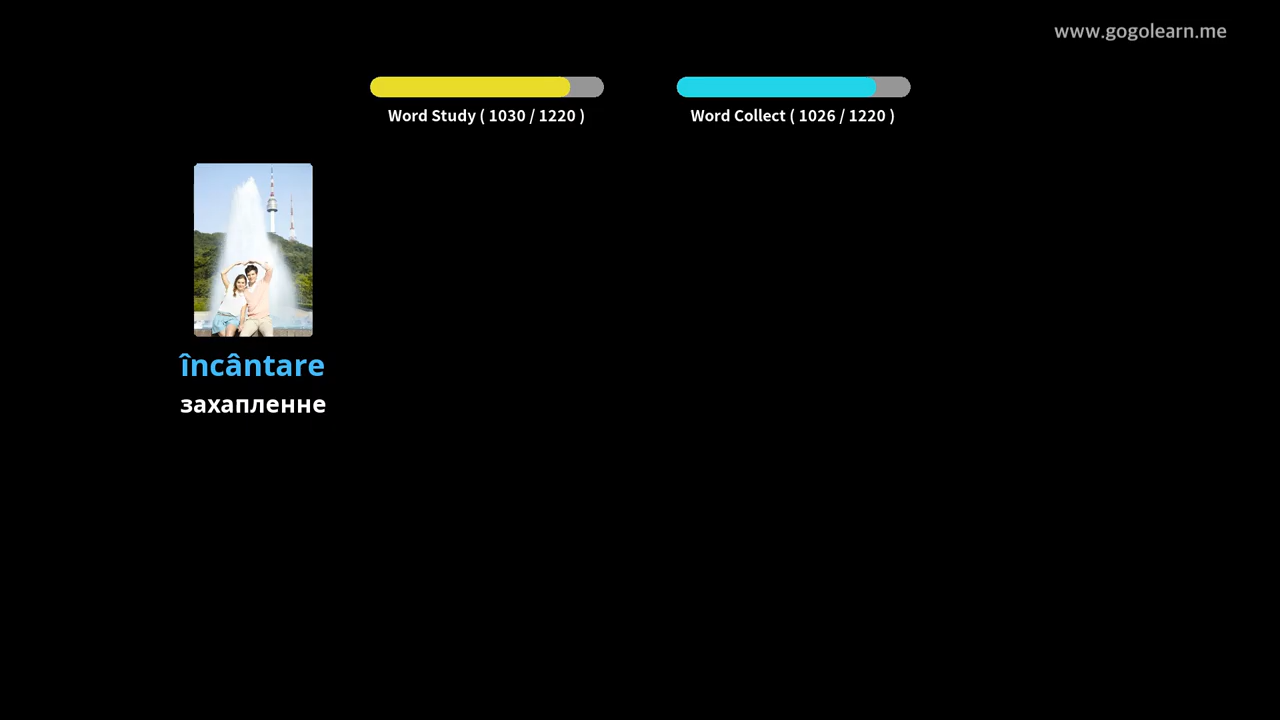 www.gogolearn.me
Word Study ( 1030 / 1220 )
Word Collect ( 1026 / 1220 )
încântare
захапленне